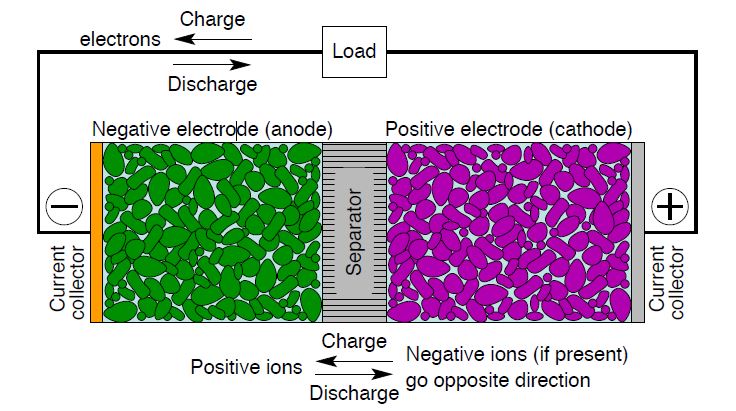 Charge
electrons
Load
Discharge
Negative electrode (anode)
Positive electrode (cathode)
−
+
Current
collector
Separator
Current
collector
Charge
Positive ions
Negative ions (if present)
go opposite direction
Discharge